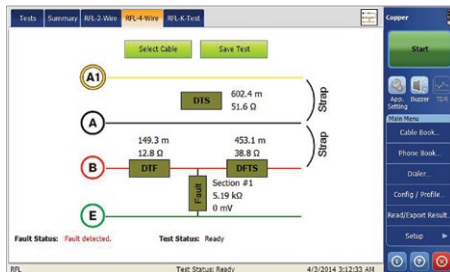 Tests Summary RFL-2-Wire RFL-4-Wire RFL-K-Test
Copper
Select Cable Save Test
Start
A1
DTS
602.4 m
51.6 Ω
Strap
App. Setting
Buzzer
TDR
A
Main Menu
Cable Book...
149.3 m
12.8 Ω
453.1 m
38.8 Ω
Strap
Phone Book...
B
DTF
DFTS
Dialer...
Fault
Section #1
5.19 kΩ
0 mV
Config / Profile...
Read/Export Result...
E
Setup
Fault Status: Fault detected. Test Status: Ready
RFL Test Status: Ready 4/3/2014 3:12:33 AM